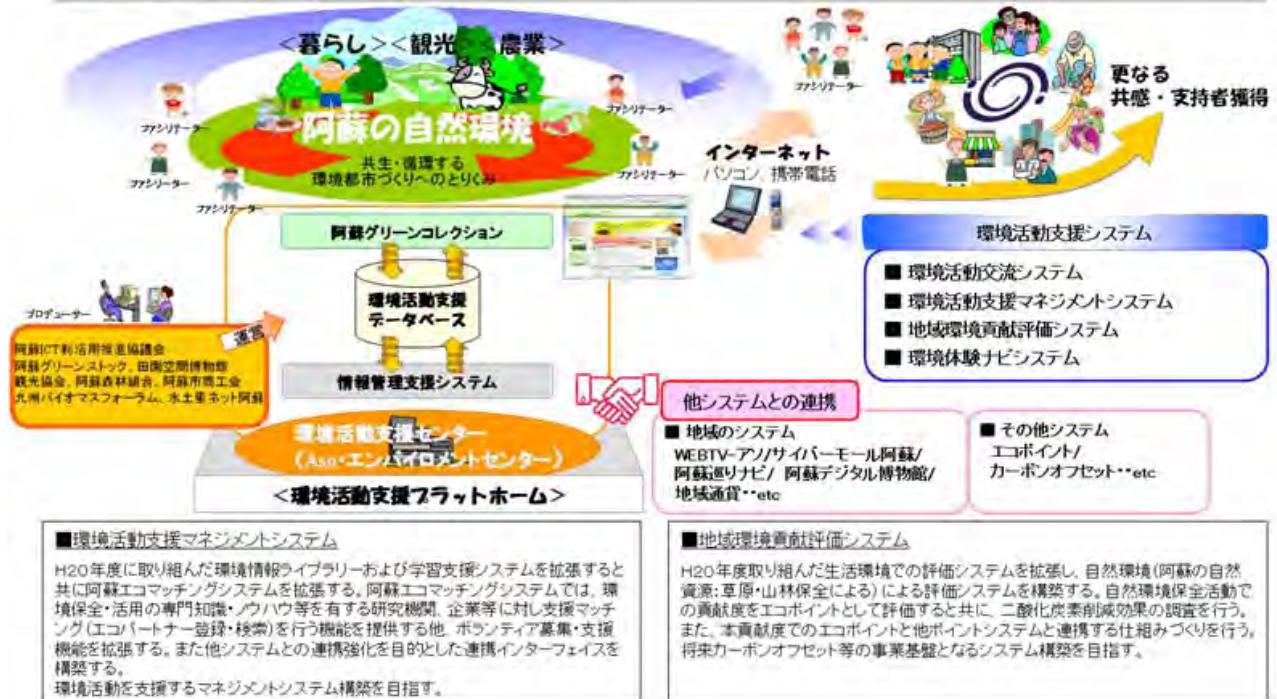 <暮らし><観光><農業>
ファシリテーター
更なる
共感・支持者獲得
ファシリテーター
ファシリテーター
阿蘇の自然環境
共生・循環する
環境都市づくりへのとりくみ
インターネット
パソコン、携帯電話
ファシリーター
ファシリテーター
ファシリテーター
阿蘇グリーンコレクション
環境活動支援
データベース
情報管理支援システム
プロデューサー
運営
阿蘇ICT利活用推進協議会
阿蘇グリーンストック、田園空間博物館
観光協会、阿蘇森林組合、阿蘇市商工会
九州バイオマスフォーラム、水土里ネット阿蘇
環境活動支援センター
(Aso・エンバイロメントセンター)
<環境活動支援プラットホーム>
環境活動支援システム
■ 環境活動交流システム
■ 環境活動支援マネジメントシステム
■ 地域環境貢献評価システム
■ 環境体験ナビシステム
他システムとの連携
■ 地域のシステム
WEBTV-アソ/サイバーモール阿蘇/
阿蘇巡りナビ/ 阿蘇デジタル博物館/
地域通貨・・etc
■ その他システム
エコポイント/
カーボンオフセット・・etc
■環境活動支援マネジメントシステム
H20年度に取り組んだ環境情報ライブラリーおよび学習支援システムを拡張すると
共に阿蘇エコマッチングシステムを拡張する。阿蘇エコマッチングシステムでは、環
境保全・活用の専門知識・ノウハウ等を有する研究機関、企業等に対し支援マッチ
ング(エコパートナー登録・検索)を行う機能を提供する他、ボランティア募集・支援
機能を拡張する。また他システムとの連携強化を目的とした連携インターフェイスを
構築する。
環境活動を支援するマネジメントシステム構築を目指す。
■地域環境貢献評価システム
H20年度取り組んだ生活環境での評価システムを拡張し、自然環境(阿蘇の自然
資源:草原・山林保全による)による評価システムを構築する。自然環境保全活動で
の貢献度をエコポイントとして評価すると共に、二酸化炭素削減効果の調査を行う。
また、本貢献度でのエコポイントと他ポイントシステムと連携する仕組みづくりを行う。
将来カーボンオフセット等の事業基盤となるシステム構築を目指す。